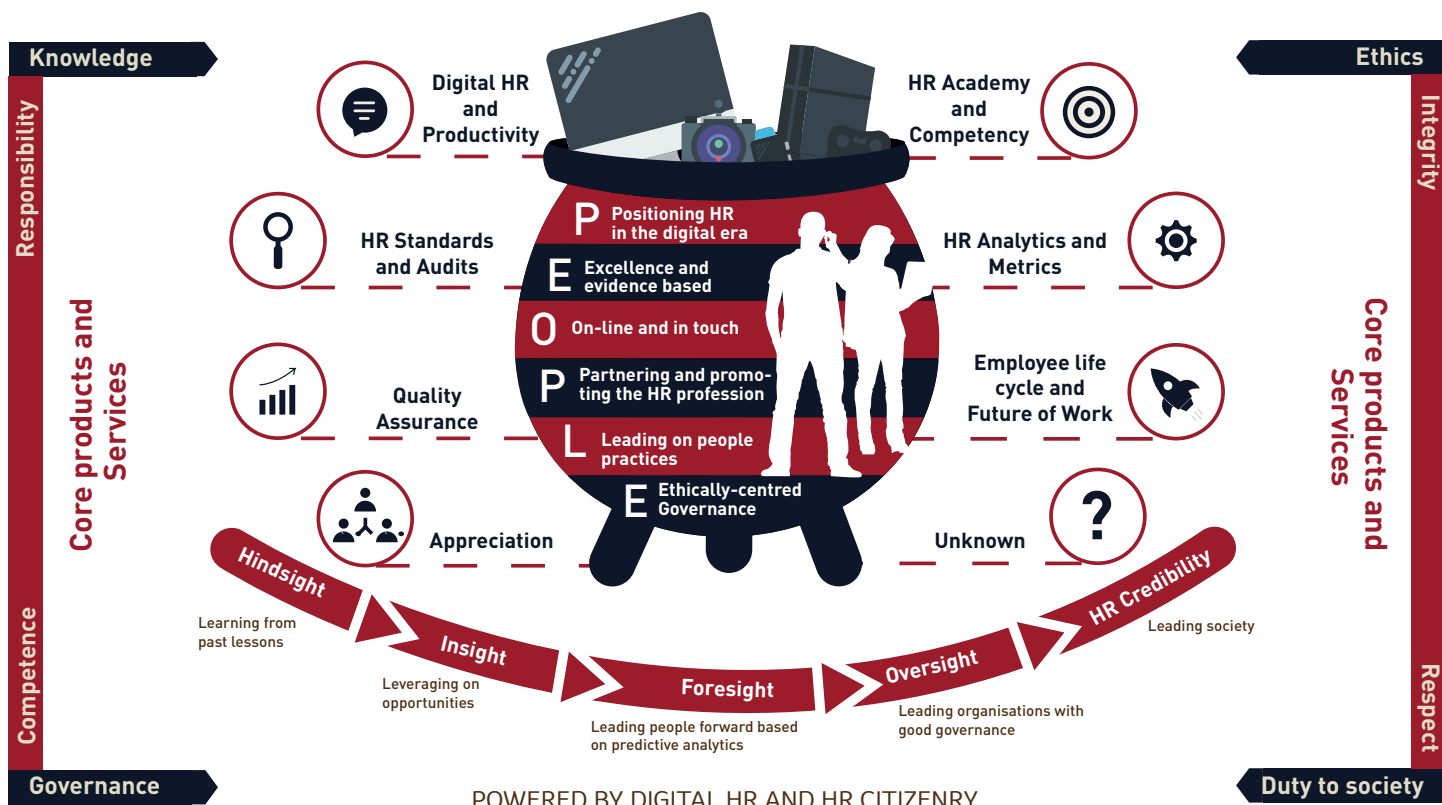 Knowledge
Ethics
Responsibility
Integrity
Core products and
Services
Core products and
Services
Competence
Respect
Governance
Duty to society
Digital HR
and
Productivity
HR Academy
and
Competency
HR Standards
and Audits
HR Analytics and
Metrics
Quality
Assurance
Employee life
cycle and
Future of Work
Appreciation
Unknown
?
P Positioning HR
in the digital era
E Excellence and
evidence based
O On-line and in touch
P Partnering and promo-
ting the HR profession
L Leading on people
practices
E Ethically-centred
Governance
Hindsight
Learning from
past lessons
Insight
Leveraging on
opportunities
Foresight
Leading people forward based
on predictive analytics
Oversight
Leading organisations with
good governance
HR Credibility
Leading society
POWERED BY DIGITAL HR AND HR CITIZENRY